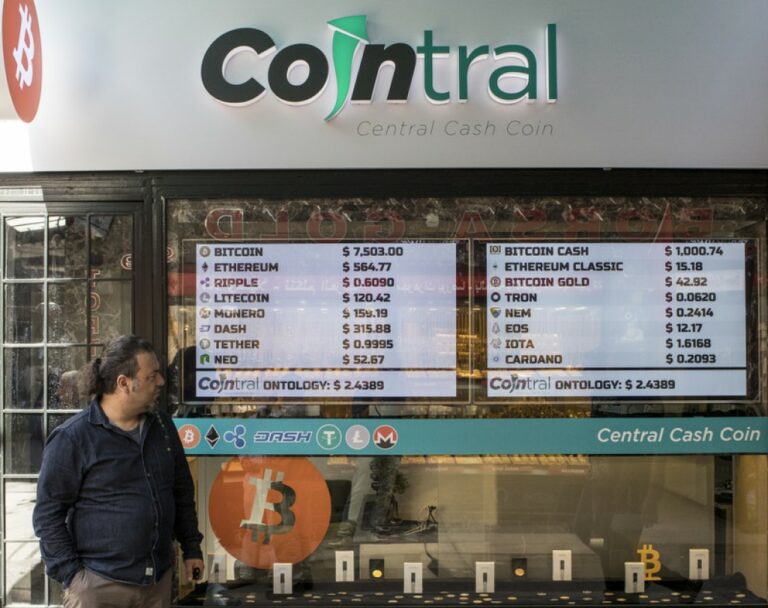 Cointral
Central Cash Coin
BITCOIN $ 7,503.00
ETHEREUM $ 564.77
RIPPLE $ 0.6090
LITECOIN $ 120.42
MONERO $ 159.19
DASH $ 315.88
TETHER $ 0.9995
NEO $ 52.67
Cointral ONTOLOGY: $ 2.4389
BITCOIN CASH $ 1,000.74
ETHEREUM CLASSIC $ 15.18
BITCOIN GOLD $ 42.92
TRON $ 0.0620
NEM $ 0.2414
EOS $ 12.17
IOTA $ 1.6168
CARDANO $ 0.2093
Cointral ONTOLOGY: $ 2.4389
DASH
Central Cash Coin